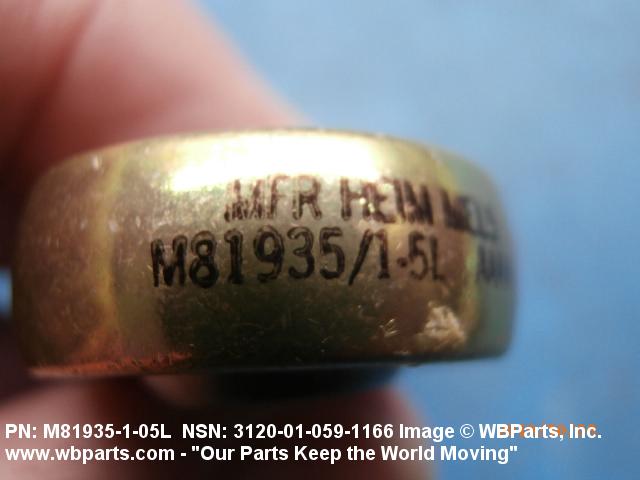 MFR HEIM
M81935/1-5L
PN: M81935-1-05L NSN: 3120-01-059-1166 Image © WBParts, Inc.
www.wbparts.com - "Our Parts Keep the World Moving"